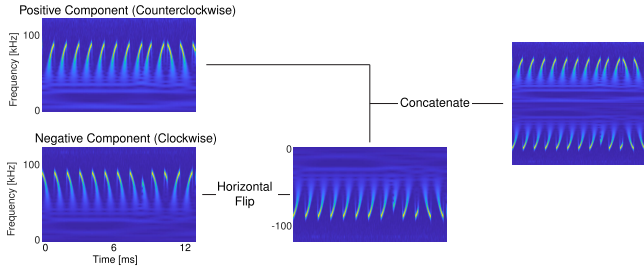 Positive Component (Counterclockwise)
100
Frequency [kHz]
0
Concatenate
Negative Component (Clockwise)
100
Frequency [kHz]
0
0 6 12
Time [ms]
Horizontal
Flip
0
-100